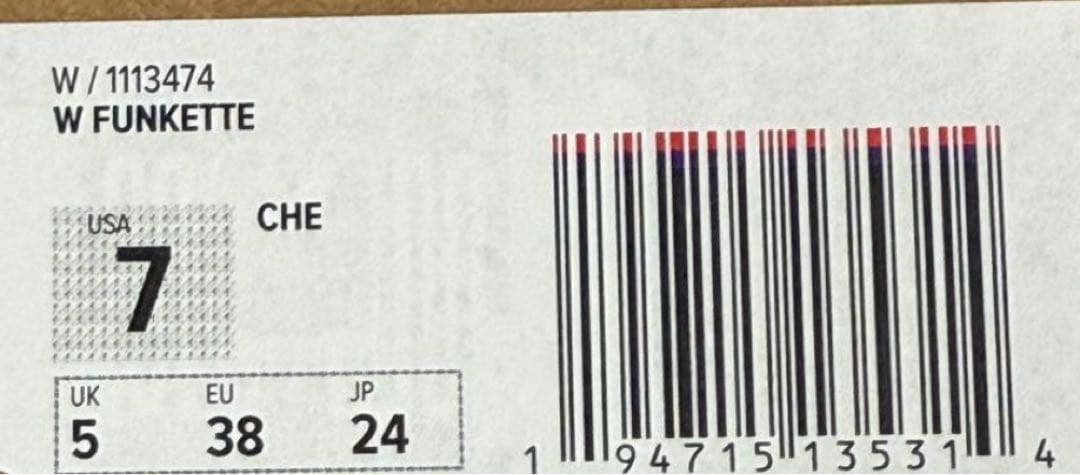 W / 1113474
W FUNKETTE
USA CHE
7
UK EU JP
5 38 24
1 94715 13531 4